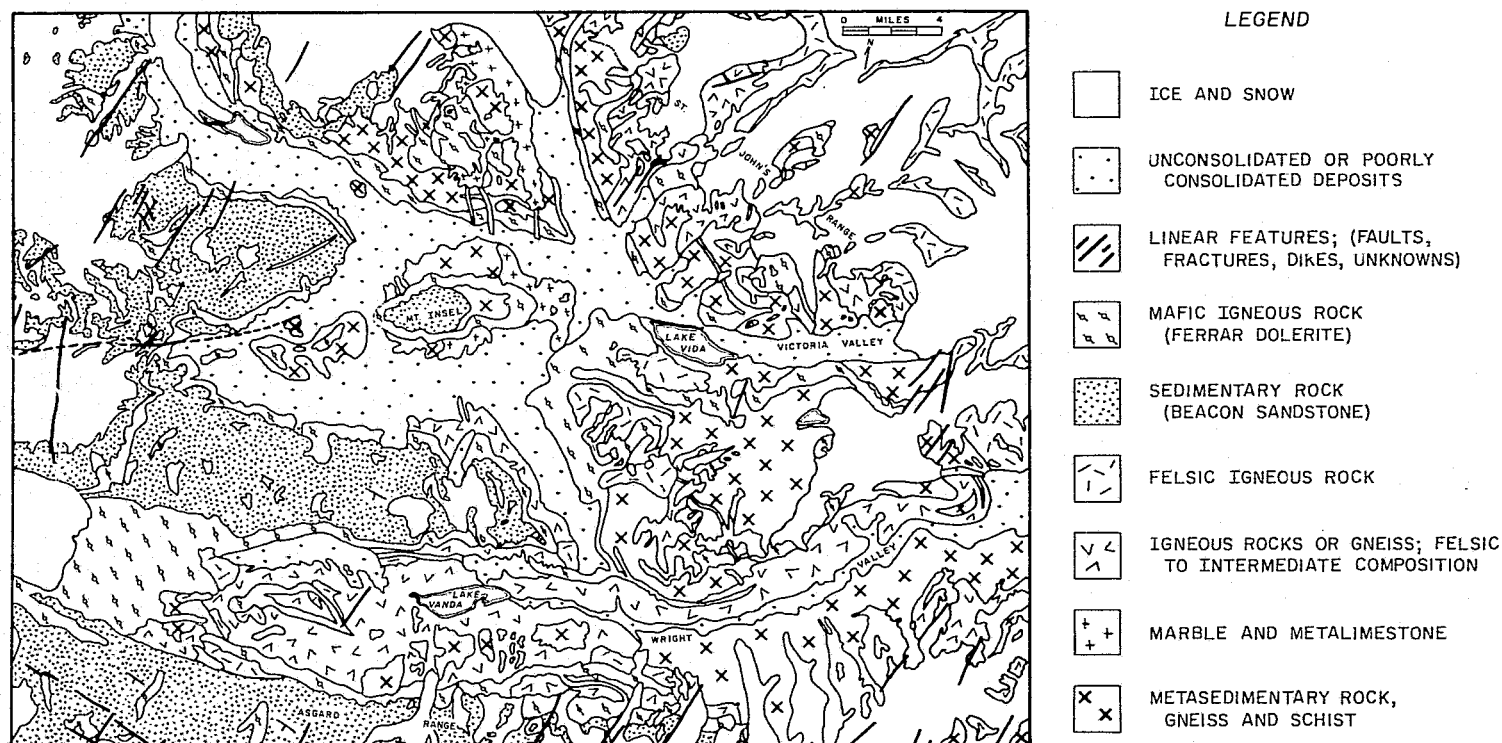 0 MILES 4
N
ST.
JOHN'S
RANGE
MT. INSEL
LAKE
VIDA
VICTORIA VALLEY
LAKE
VANDA
WRIGHT
VALLEY
ASGARD
RANGE
LEGEND
ICE AND SNOW
UNCONSOLIDATED OR POORLY
CONSOLIDATED DEPOSITS
LINEAR FEATURES; (FAULTS,
FRACTURES, DIKES, UNKNOWNS)
MAFIC IGNEOUS ROCK
(FERRAR DOLERITE)
SEDIMENTARY ROCK
(BEACON SANDSTONE)
FELSIC IGNEOUS ROCK
IGNEOUS ROCKS OR GNEISS; FELSIC
TO INTERMEDIATE COMPOSITION
MARBLE AND METALIMESTONE
METASEDIMENTARY ROCK,
GNEISS AND SCHIST